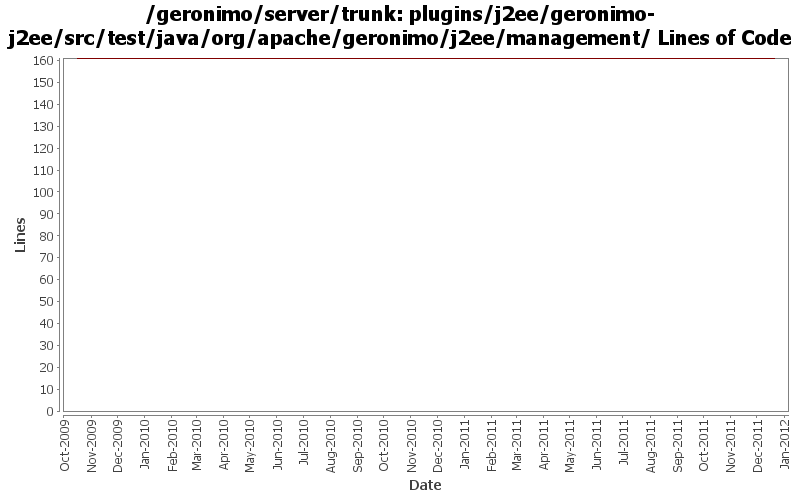 /geronimo/server/trunk: plugins/j2ee/geronimo-
j2ee/src/test/java/org/apache/geronimo/j2ee/management/ Lines of Code
160
150
140
130
120
110
100
90
80
70
60
50
40
30
20
10
0
Lines
Oct-2009
Nov-2009
Dec-2009
Jan-2010
Feb-2010
Mar-2010
Apr-2010
May-2010
Jun-2010
Jul-2010
Aug-2010
Sep-2010
Oct-2010
Nov-2010
Dec-2010
Jan-2011
Feb-2011
Mar-2011
Apr-2011
May-2011
Jun-2011
Jul-2011
Aug-2011
Sep-2011
Oct-2011
Nov-2011
Dec-2011
Jan-2012
Date